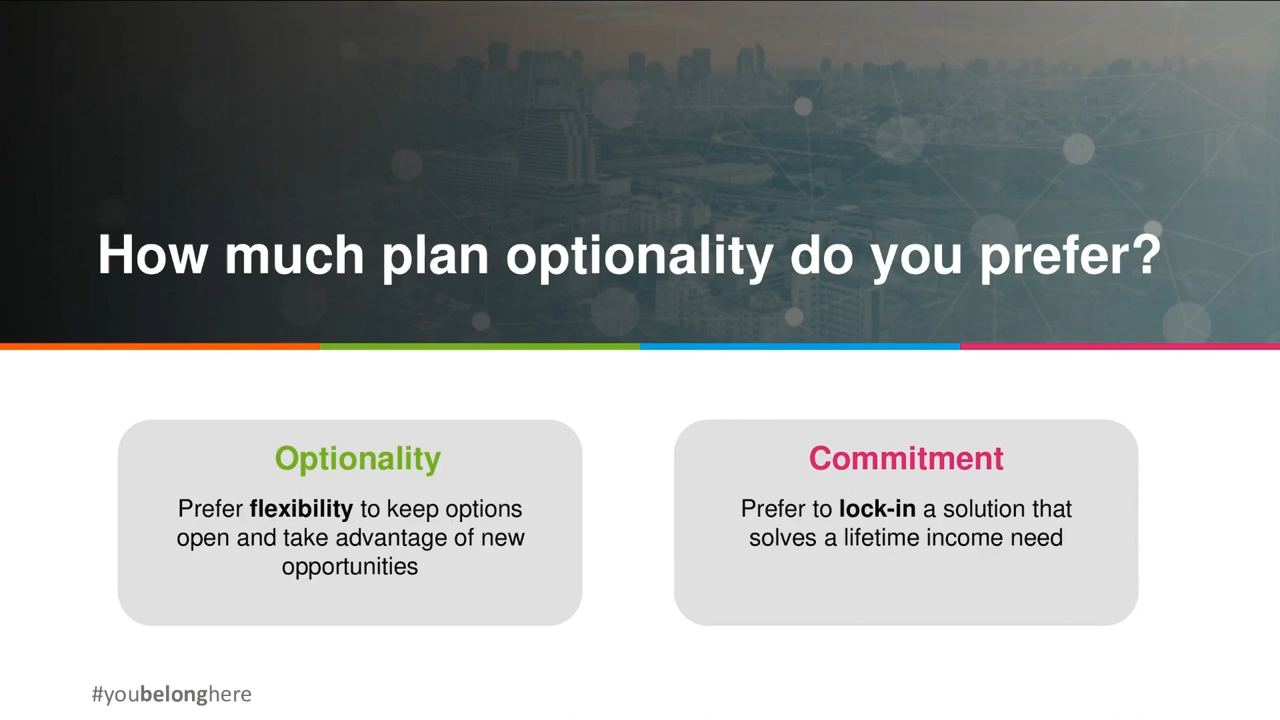 How much plan optionality do you prefer?
Optionality
Prefer flexibility to keep options
open and take advantage of new
opportunities
Commitment
Prefer to lock-in a solution that
solves a lifetime income need
#youbelonghere